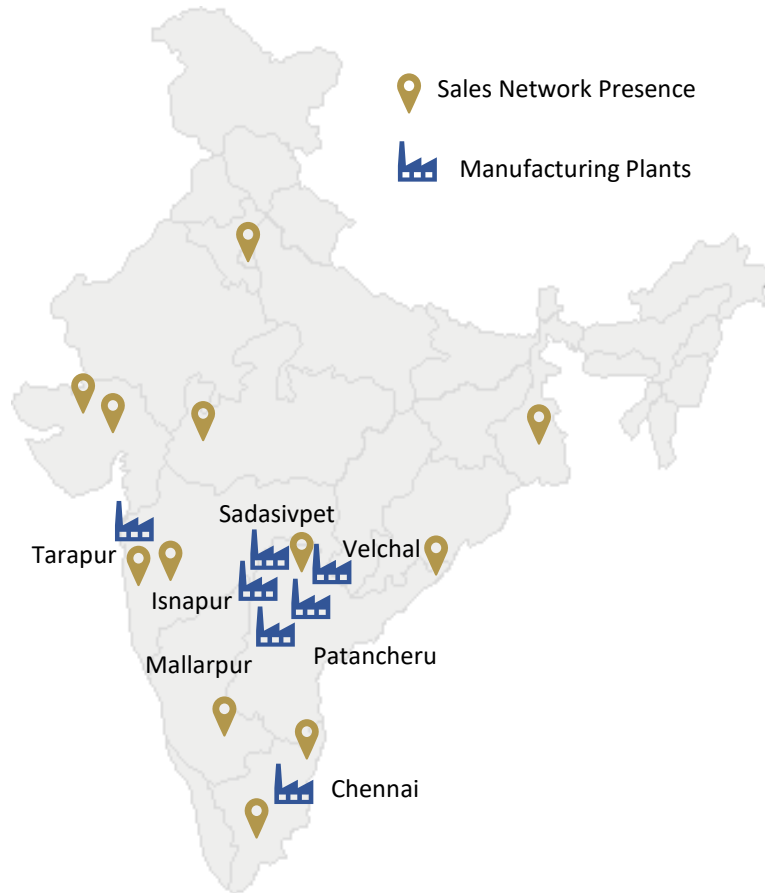 Sales Network Presence
Manufacturing Plants
Sadasivpet
Tarapur
Velchal
Isnapur
Mallarpur
Patancheru
Chennai